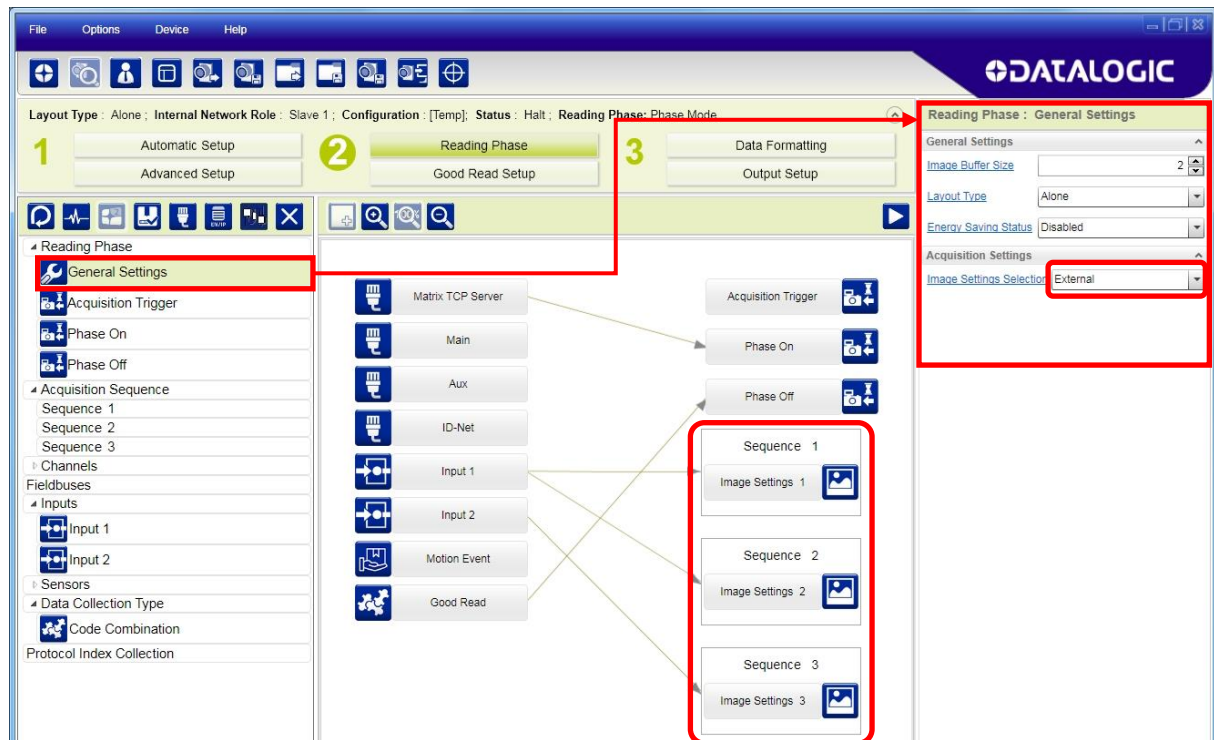 File Options Device Help
DATALOGIC
Layout Type : Alone ; Internal Network Role : Slave 1 ; Configuration : [Temp]; Status : Halt ; Reading Phase: Phase Mode
1
Automatic Setup
Advanced Setup
2
Reading Phase
Good Read Setup
3
Data Formatting
Output Setup
EN/IP
Reading Phase
General Settings
Acquisition Trigger
Phase On
Phase Off
Acquisition Sequence
Sequence 1
Sequence 2
Sequence 3
Channels
Fieldbuses
Inputs
Input 1
Input 2
Sensors
Data Collection Type
Code Combination
Protocol Index Collection
Matrix TCP Server
Main
Aux
ID-Net
Input 1
Input 2
Motion Event
Good Read
Acquisition Trigger
Phase On
Phase Off
Sequence 1
Image Settings 1
Sequence 2
Image Settings 2
Sequence 3
Image Settings 3
Reading Phase : General Settings
General Settings
Image Buffer Size 2
Layout Type Alone
Energy Saving Status Disabled
Acquisition Settings
Image Settings Selection External